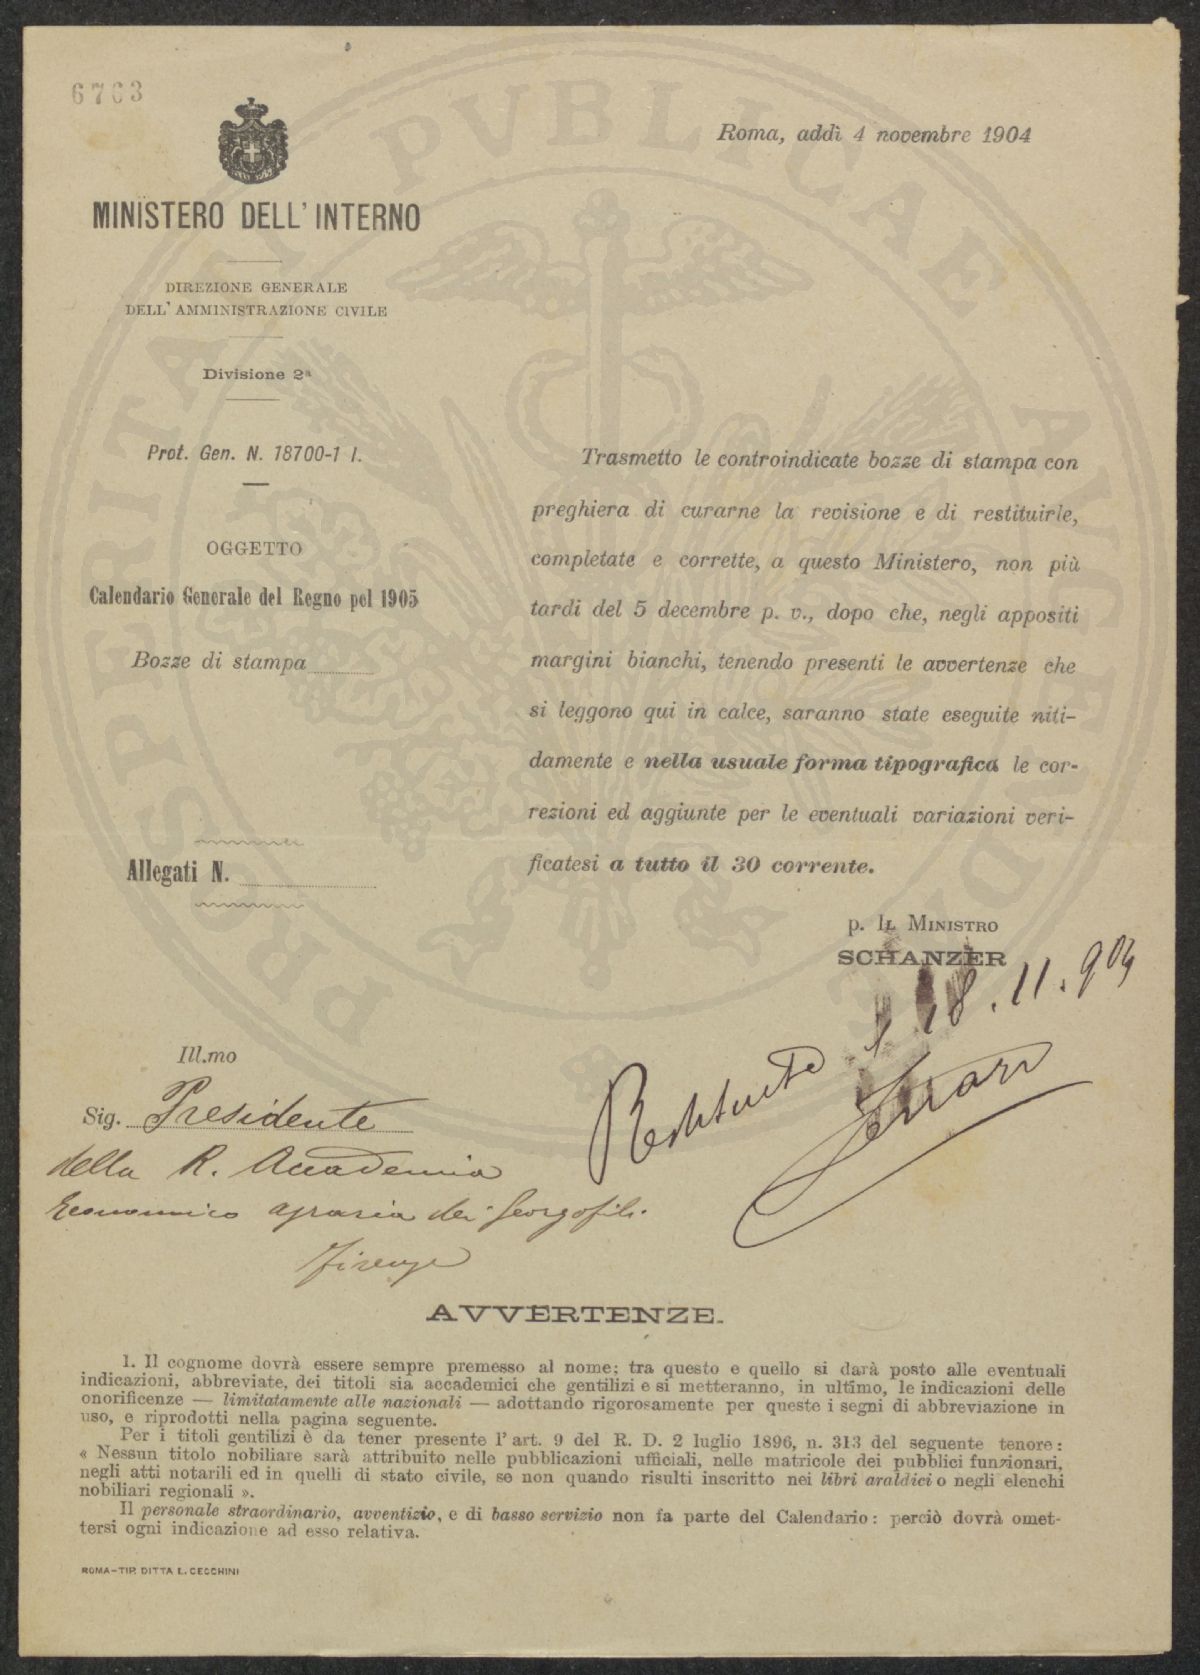 6763
Roma, addì 4 novembre 1904
MINISTERO DELL'INTERNO
DIREZIONE GENERALE
DELL'AMMINISTRAZIONE CIVILE
Divisione 2ª
Prot. Gen. N. 18700-1 I.
OGGETTO
Calendario Generale del Regno pel 1905
Bozze di stampa
Allegati N.
Trasmetto le controindicate bozze di stampa con
preghiera di curarne la revisione e di restituirle,
completate e corrette, a questo Ministero, non più
tardi del 5 decembre p. v., dopo che, negli appositi
margini bianchi, tenendo presenti le avvertenze che
si leggono qui in calce, saranno state eseguite niti-
damente e nella usuale forma tipografica le cor-
rezioni ed aggiunte per le eventuali variazioni veri-
ficatesi a tutto il 30 corrente.
p. IL MINISTRO
SCHANZER
Restituite 18.11.904
Ill.mo
Sig. Presidente
della R. Accademia
Economico agraria dei Georgofili.
Firenze
AVVERTENZE.
1. Il cognome dovrà essere sempre premesso al nome; tra questo e quello si darà posto alle eventuali
indicazioni, abbreviate, dei titoli sia accademici che gentilizi e si metteranno, in ultimo, le indicazioni delle
onorificenze — limitatamente alle nazionali — adottando rigorosamente per queste i segni di abbreviazione in
uso, e riprodotti nella pagina seguente.
Per i titoli gentilizi è da tener presente l'art. 9 del R. D. 2 luglio 1896, n. 313 del seguente tenore:
« Nessun titolo nobiliare sarà attribuito nelle pubblicazioni ufficiali, nelle matricole dei pubblici funzionari,
negli atti notarili ed in quelli di stato civile, se non quando risulti inscritto nei libri araldici o negli elenchi
nobiliari regionali ».
Il personale straordinario, avventizio, e di basso servizio non fa parte del Calendario: perciò dovrà omet-
tersi ogni indicazione ad esso relativa.
ROMA—TIP. DITTA L. CECCHINI
PROSPERITATI PVBLICAE AVGENDAE